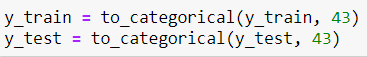 y_train = to_categorical(y_train, 43)
y_test = to_categorical(y_test, 43)